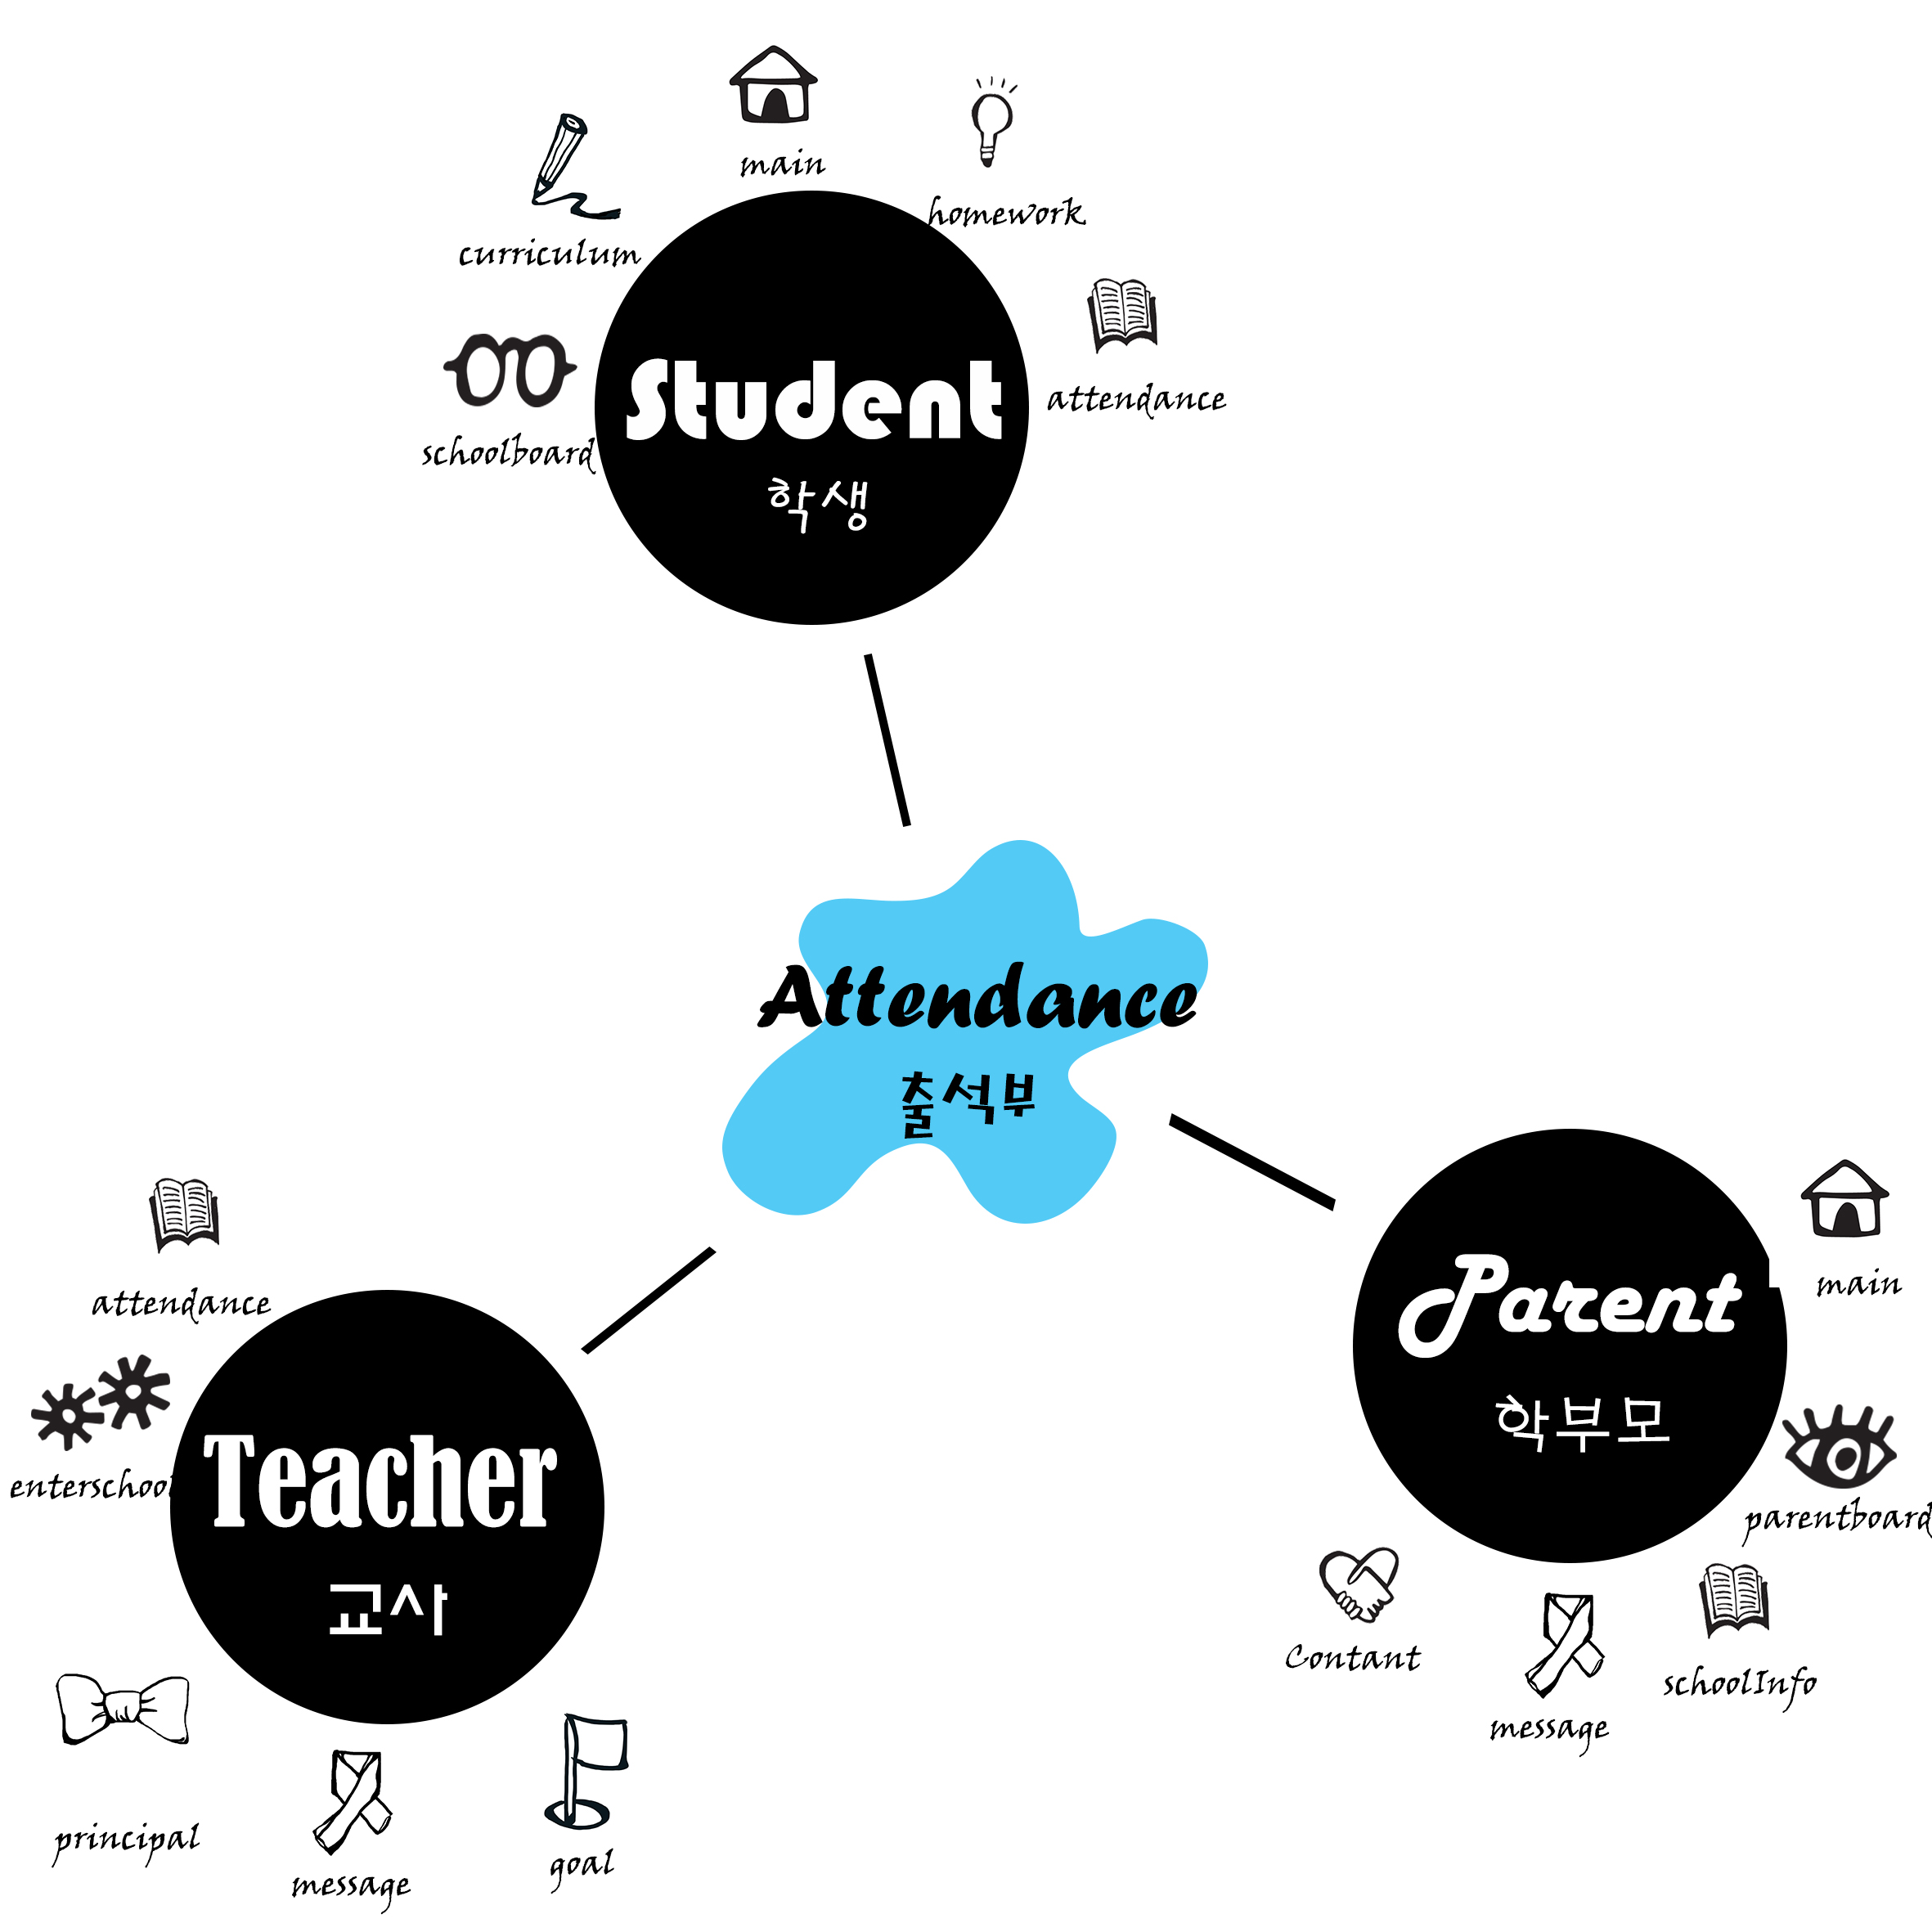 main
homework
curriculum
attendance
schoolboard
Student
학생
Attendance
출석부
attendance
enterschool
Teacher
교사
principal
message
goal
Parent
학부모
main
parentboard
Contant
message
schoolInfo